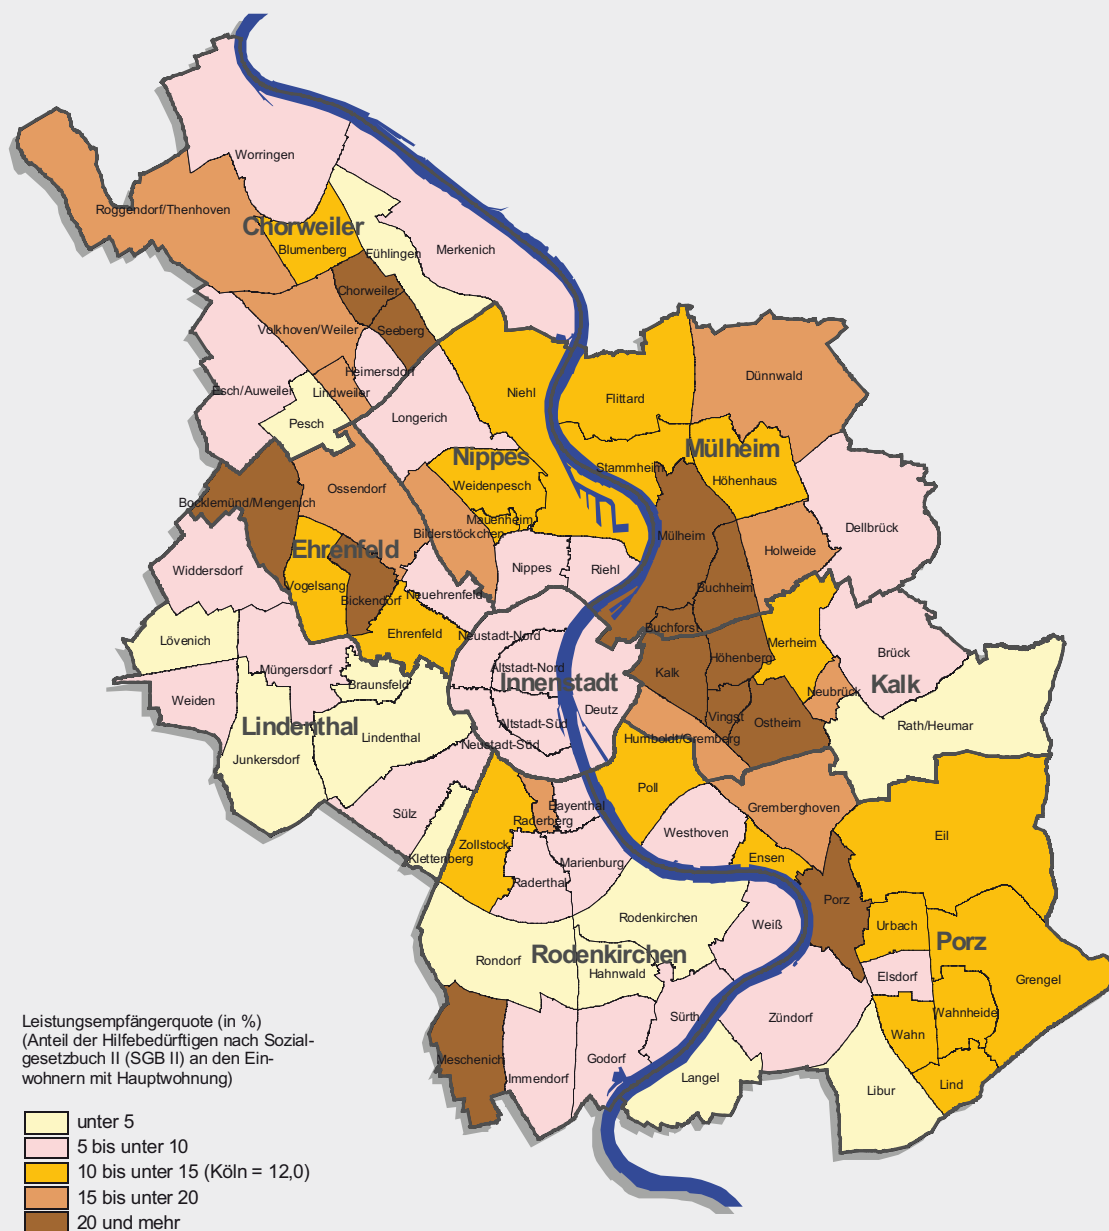 Worringen
Roggendorf/Thenhoven
Chorweiler
Blumenberg
Fühlingen
Merkenich
Chorweiler
Volkhoven/Weiler
Seeberg
Heimersdorf
Esch/Auweiler
Lindweiler
Pesch
Longerich
Niehl
Flittard
Dünnwald
Nippes
Weidenpesch
Mülheim
Stammheim
Höhenhaus
Ossendorf
Bocklemünd/Mengenich
Mauenheim
Bilderstöckchen
Mülheim
Dellbrück
Ehrenfeld
Holweide
Widdersdorf
Nippes
Riehl
Vogelsang
Buchheim
Bickendorf
Neuehrenfeld
Buchforst
Ehrenfeld
Neustadt-Nord
Lövenich
Merheim
Brück
Höhenberg
Müngersdorf
Altstadt-Nord
Kalk
Innenstadt
Kalk
Braunsfeld
Neubrück
Weiden
Deutz
Vingst
Ostheim
Rath/Heumar
Lindenthal
Altstadt-Süd
Lindenthal
Neustadt-Süd
Humboldt/Gremberg
Junkersdorf
Poll
Bayenthal
Gremberghoven
Sülz
Raderberg
Westhoven
Eil
Zollstock
Klettenberg
Marienburg
Ensen
Raderthal
Porz
Rodenkirchen
Weiß
Urbach
Porz
Rodenkirchen
Rondorf
Hahnwald
Elsdorf
Grengel
Sürth
Zündorf
Wahnheide
Wahn
Meschenich
Immendorf
Godorf
Langel
Libur
Lind
Leistungsempfängerquote (in %)
(Anteil der Hilfebedürftigen nach Sozial-
gesetzbuch II (SGB II) an den Ein-
wohnern mit Hauptwohnung)
unter 5
5 bis unter 10
10 bis unter 15 (Köln = 12,0)
15 bis unter 20
20 und mehr